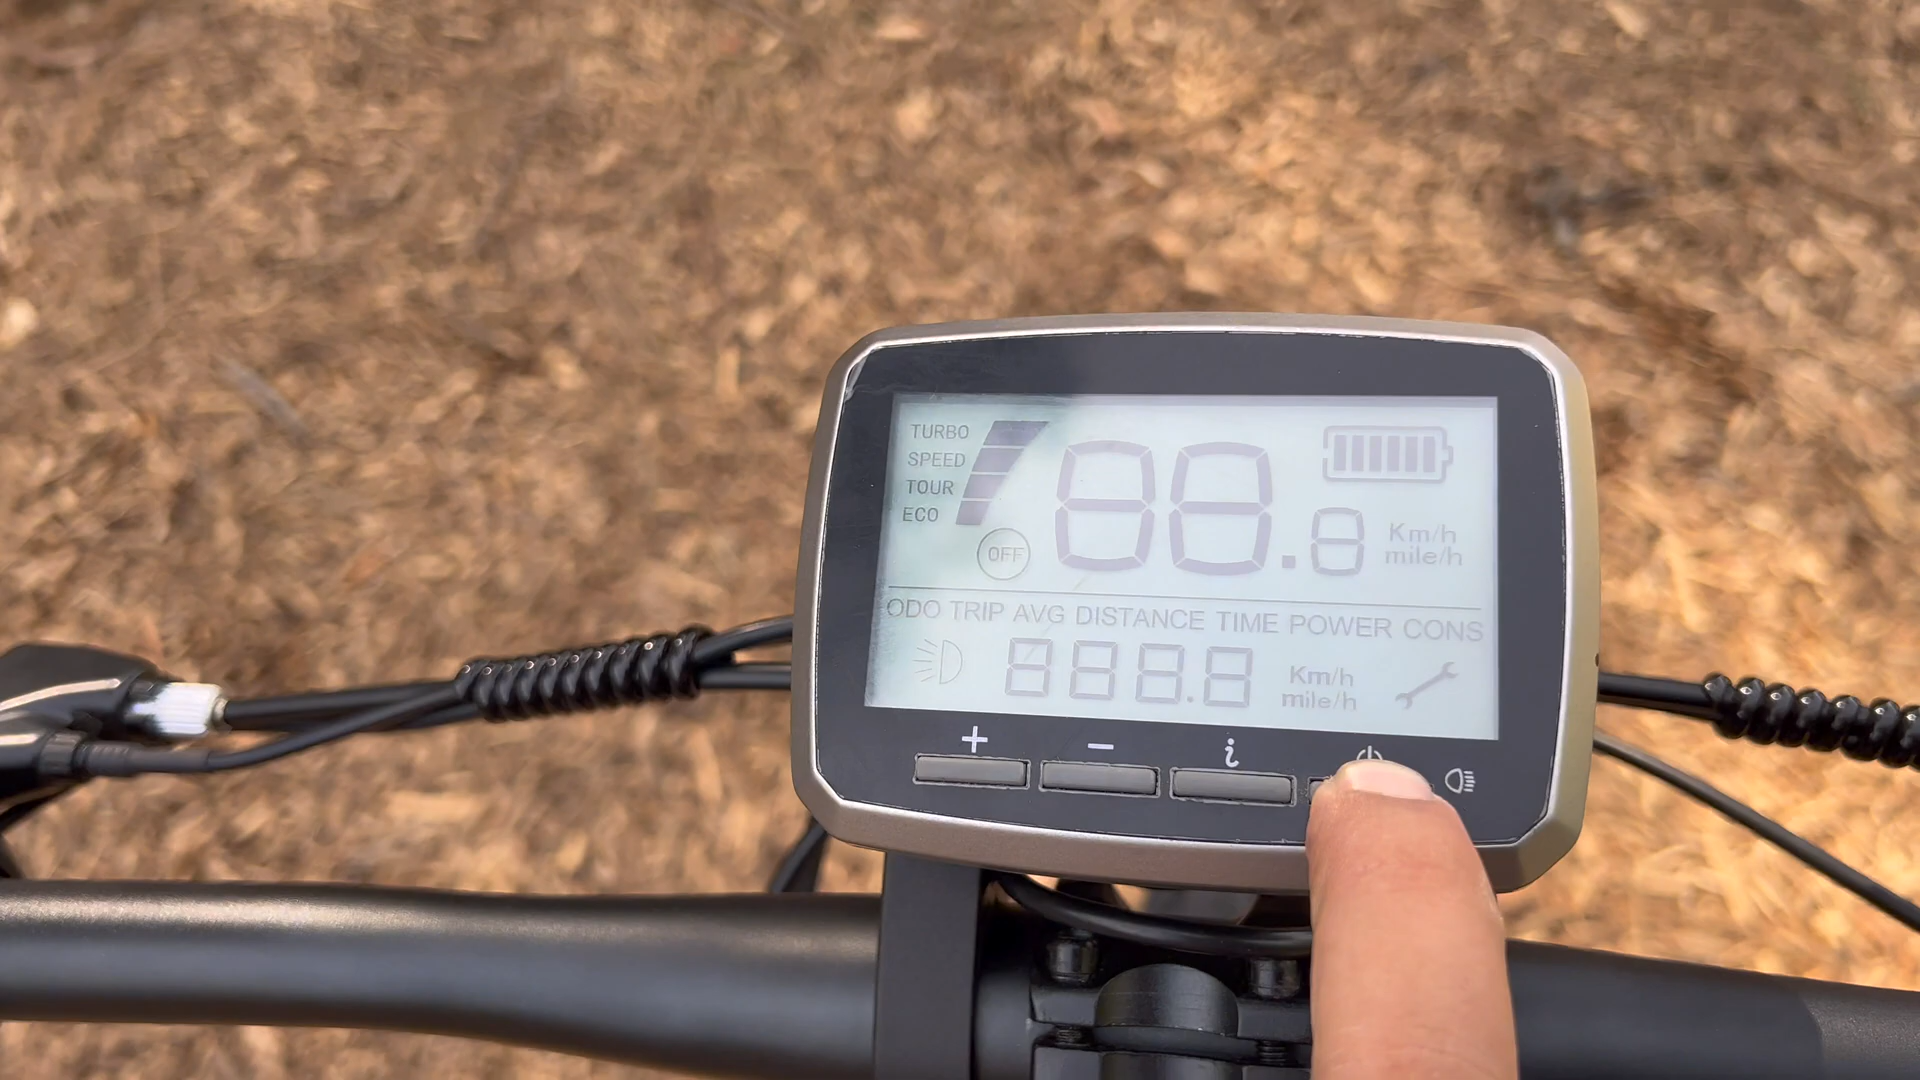 TURBO
SPEED
TOUR
ECO
OFF
88.8
Km/h
mile/h
ODO TRIP AVG DISTANCE TIME POWER CONS
888.8
Km/h
mile/h
+ − i